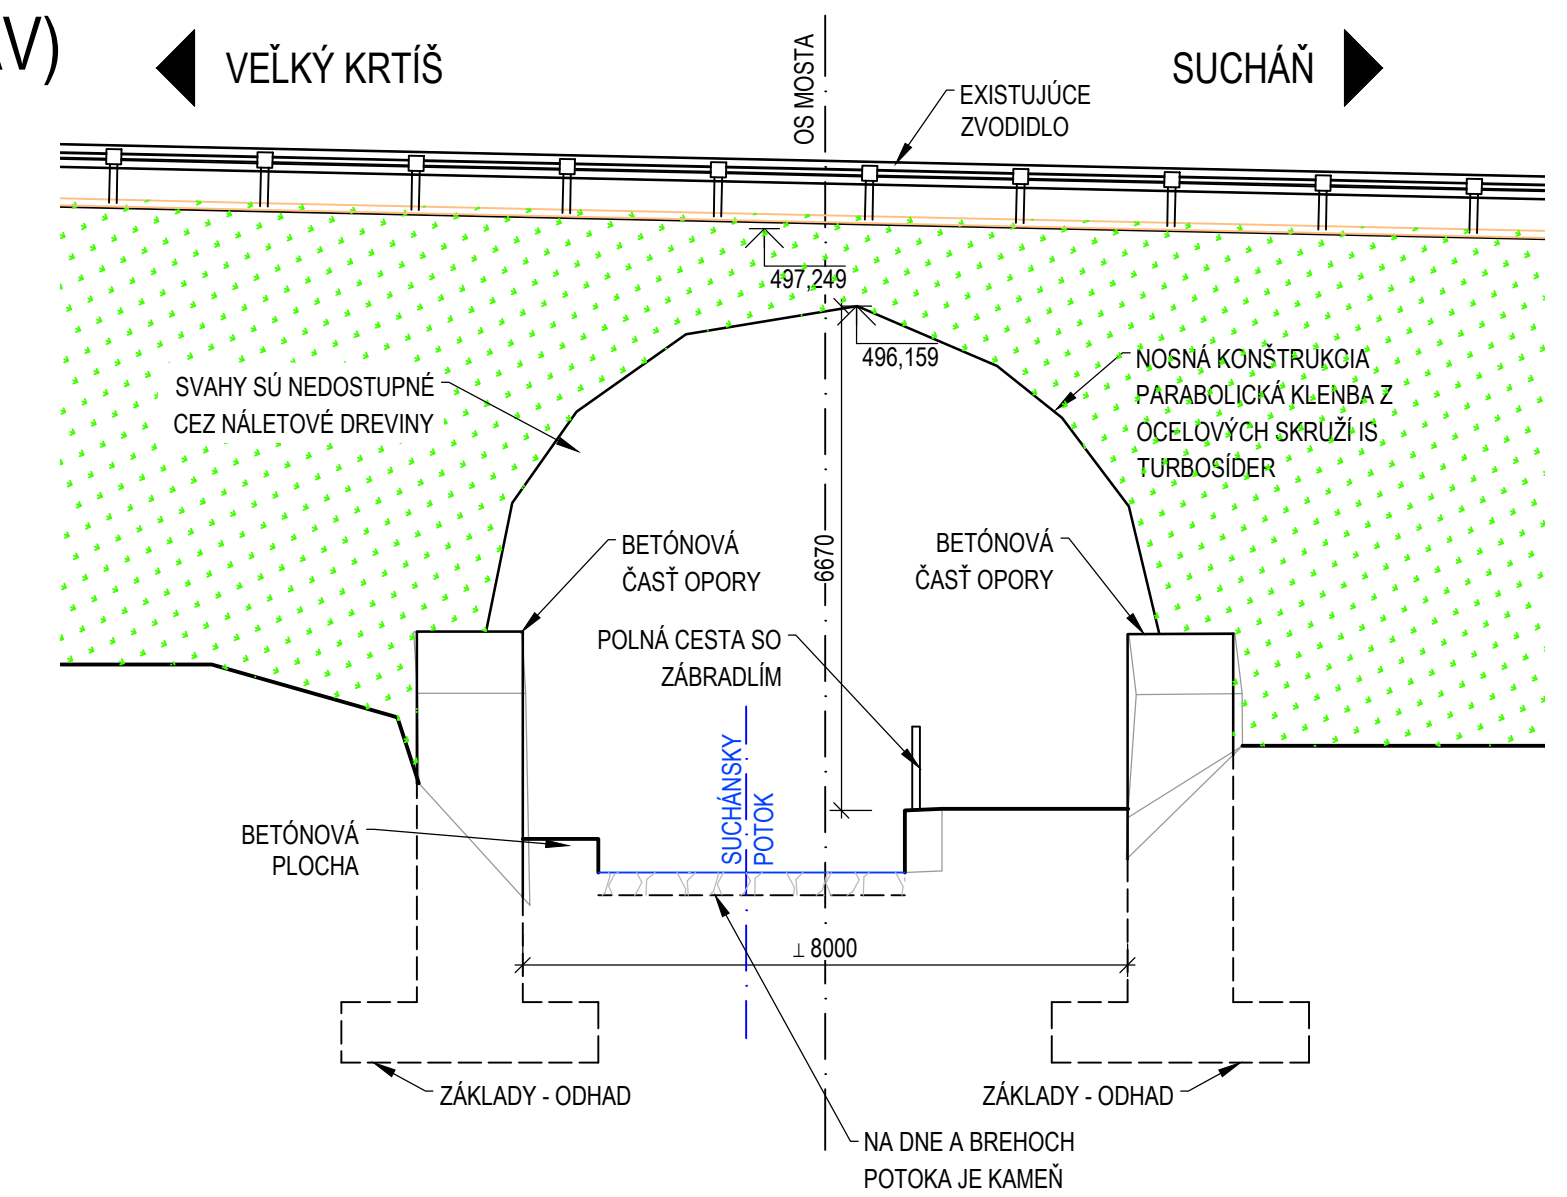 AV)
VEĽKÝ KRTÍŠ
OS MOSTA
SUCHÁŇ
EXISTUJÚCE
ZVODIDLO
497,249
496,159
SVAHY SÚ NEDOSTUPNÉ
CEZ NÁLETOVÉ DREVINY
NOSNÁ KONŠTRUKCIA
PARABOLICKÁ KLENBA Z
OCELOVÝCH SKRUŽÍ IS
TURBOSÍDER
BETÓNOVÁ
ČASŤ OPORY
6670
BETÓNOVÁ
ČASŤ OPORY
POLNÁ CESTA SO
ZÁBRADLÍM
SUCHÁNSKY
POTOK
BETÓNOVÁ
PLOCHA
⊥ 8000
ZÁKLADY - ODHAD
ZÁKLADY - ODHAD
NA DNE A BREHOCH
POTOKA JE KAMEŇ